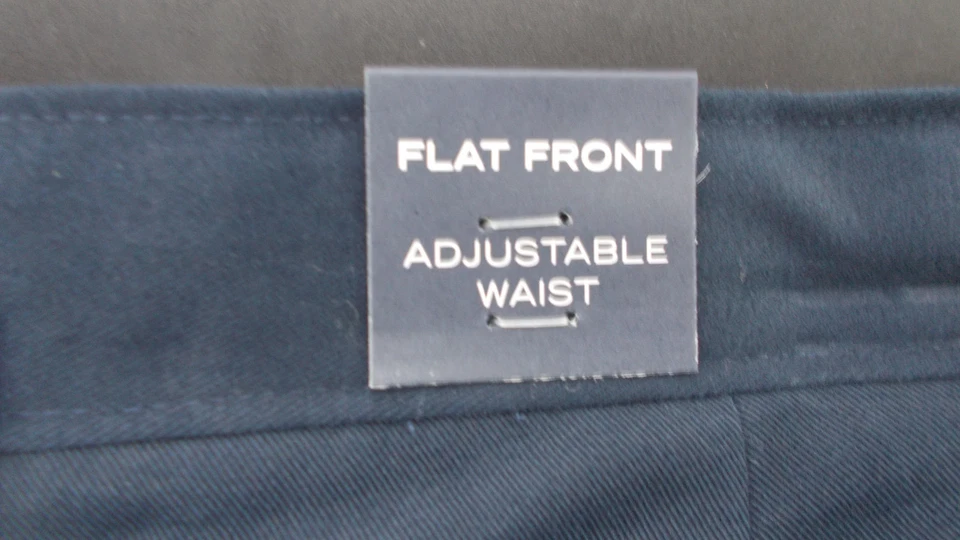 FLAT FRONT
ADJUSTABLE
WAIST